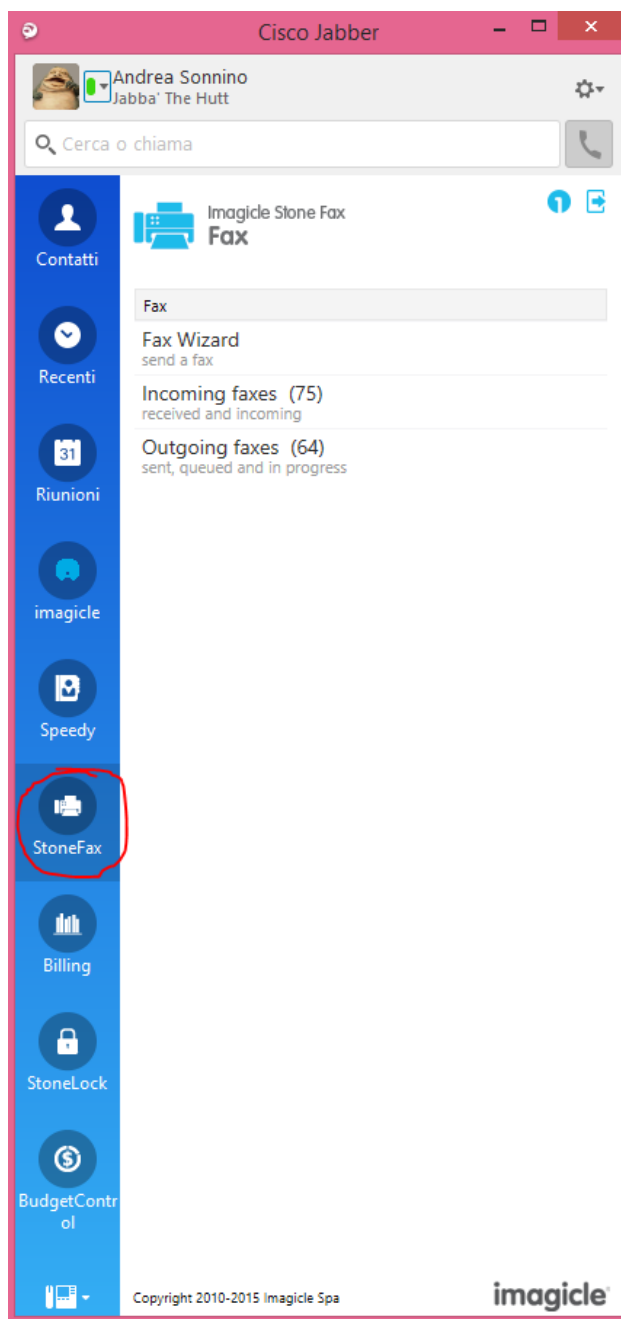 Cisco Jabber
Andrea Sonnino
Jabba' The Hutt
Cerca o chiama
Contatti
Recenti
31
Riunioni
imagicle
Speedy
StoneFax
Billing
StoneLock
BudgetContr
ol
Imagicle Stone Fax
Fax
Fax
Fax Wizard
send a fax
Incoming faxes (75)
received and incoming
Outgoing faxes (64)
sent, queued and in progress
Copyright 2010-2015 Imagicle Spa
imagicle